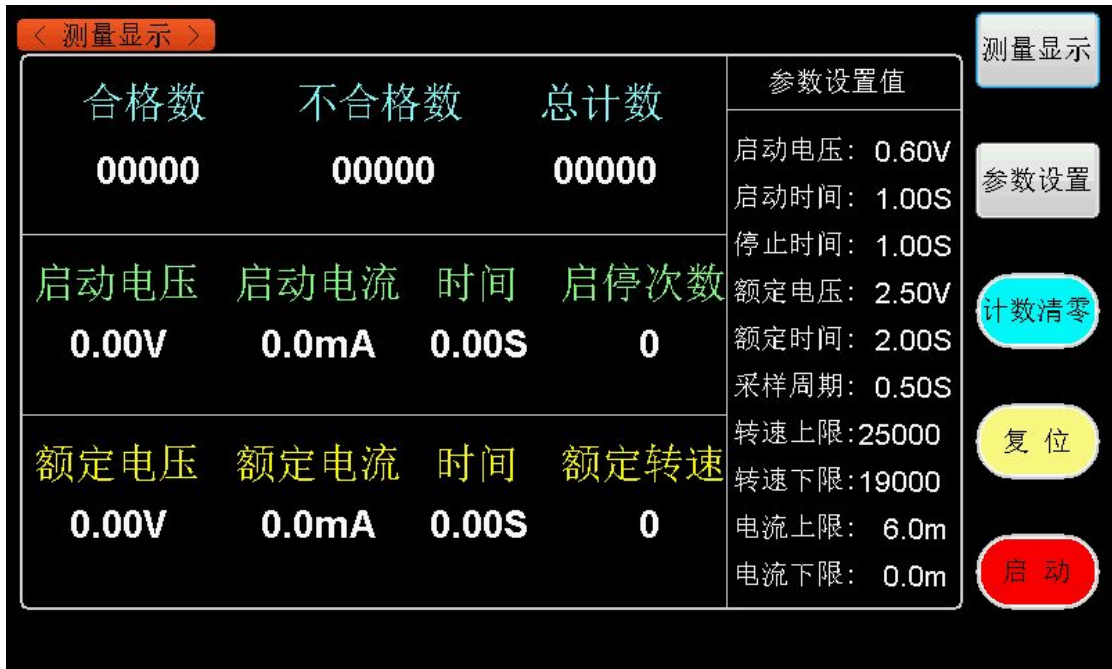 < 测量显示 >
合格数 不合格数 总计数
00000 00000 00000
启动电压 启动电流 时间 启停次数
0.00V 0.0mA 0.00S 0
额定电压 额定电流 时间 额定转速
0.00V 0.0mA 0.00S 0
参数设置值
启动电压: 0.60V
启动时间: 1.00S
停止时间: 1.00S
额定电压: 2.50V
额定时间: 2.00S
采样周期: 0.50S
转速上限:25000
转速下限:19000
电流上限: 6.0m
电流下限: 0.0m
测量显示
参数设置
计数清零
复 位
启 动